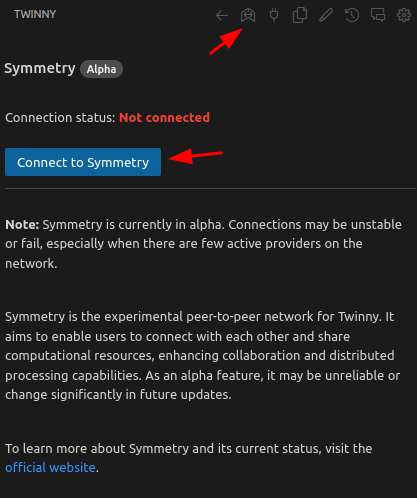 TWINNY
Symmetry Alpha
Connection status: Not connected
Connect to Symmetry
Note: Symmetry is currently in alpha. Connections may be unstable
or fail, especially when there are few active providers on the
network.
Symmetry is the experimental peer-to-peer network for Twinny. It
aims to enable users to connect with each other and share
computational resources, enhancing collaboration and distributed
processing capabilities. As an alpha feature, it may be unreliable or
change significantly in future updates.
To learn more about Symmetry and its current status, visit the
official website.